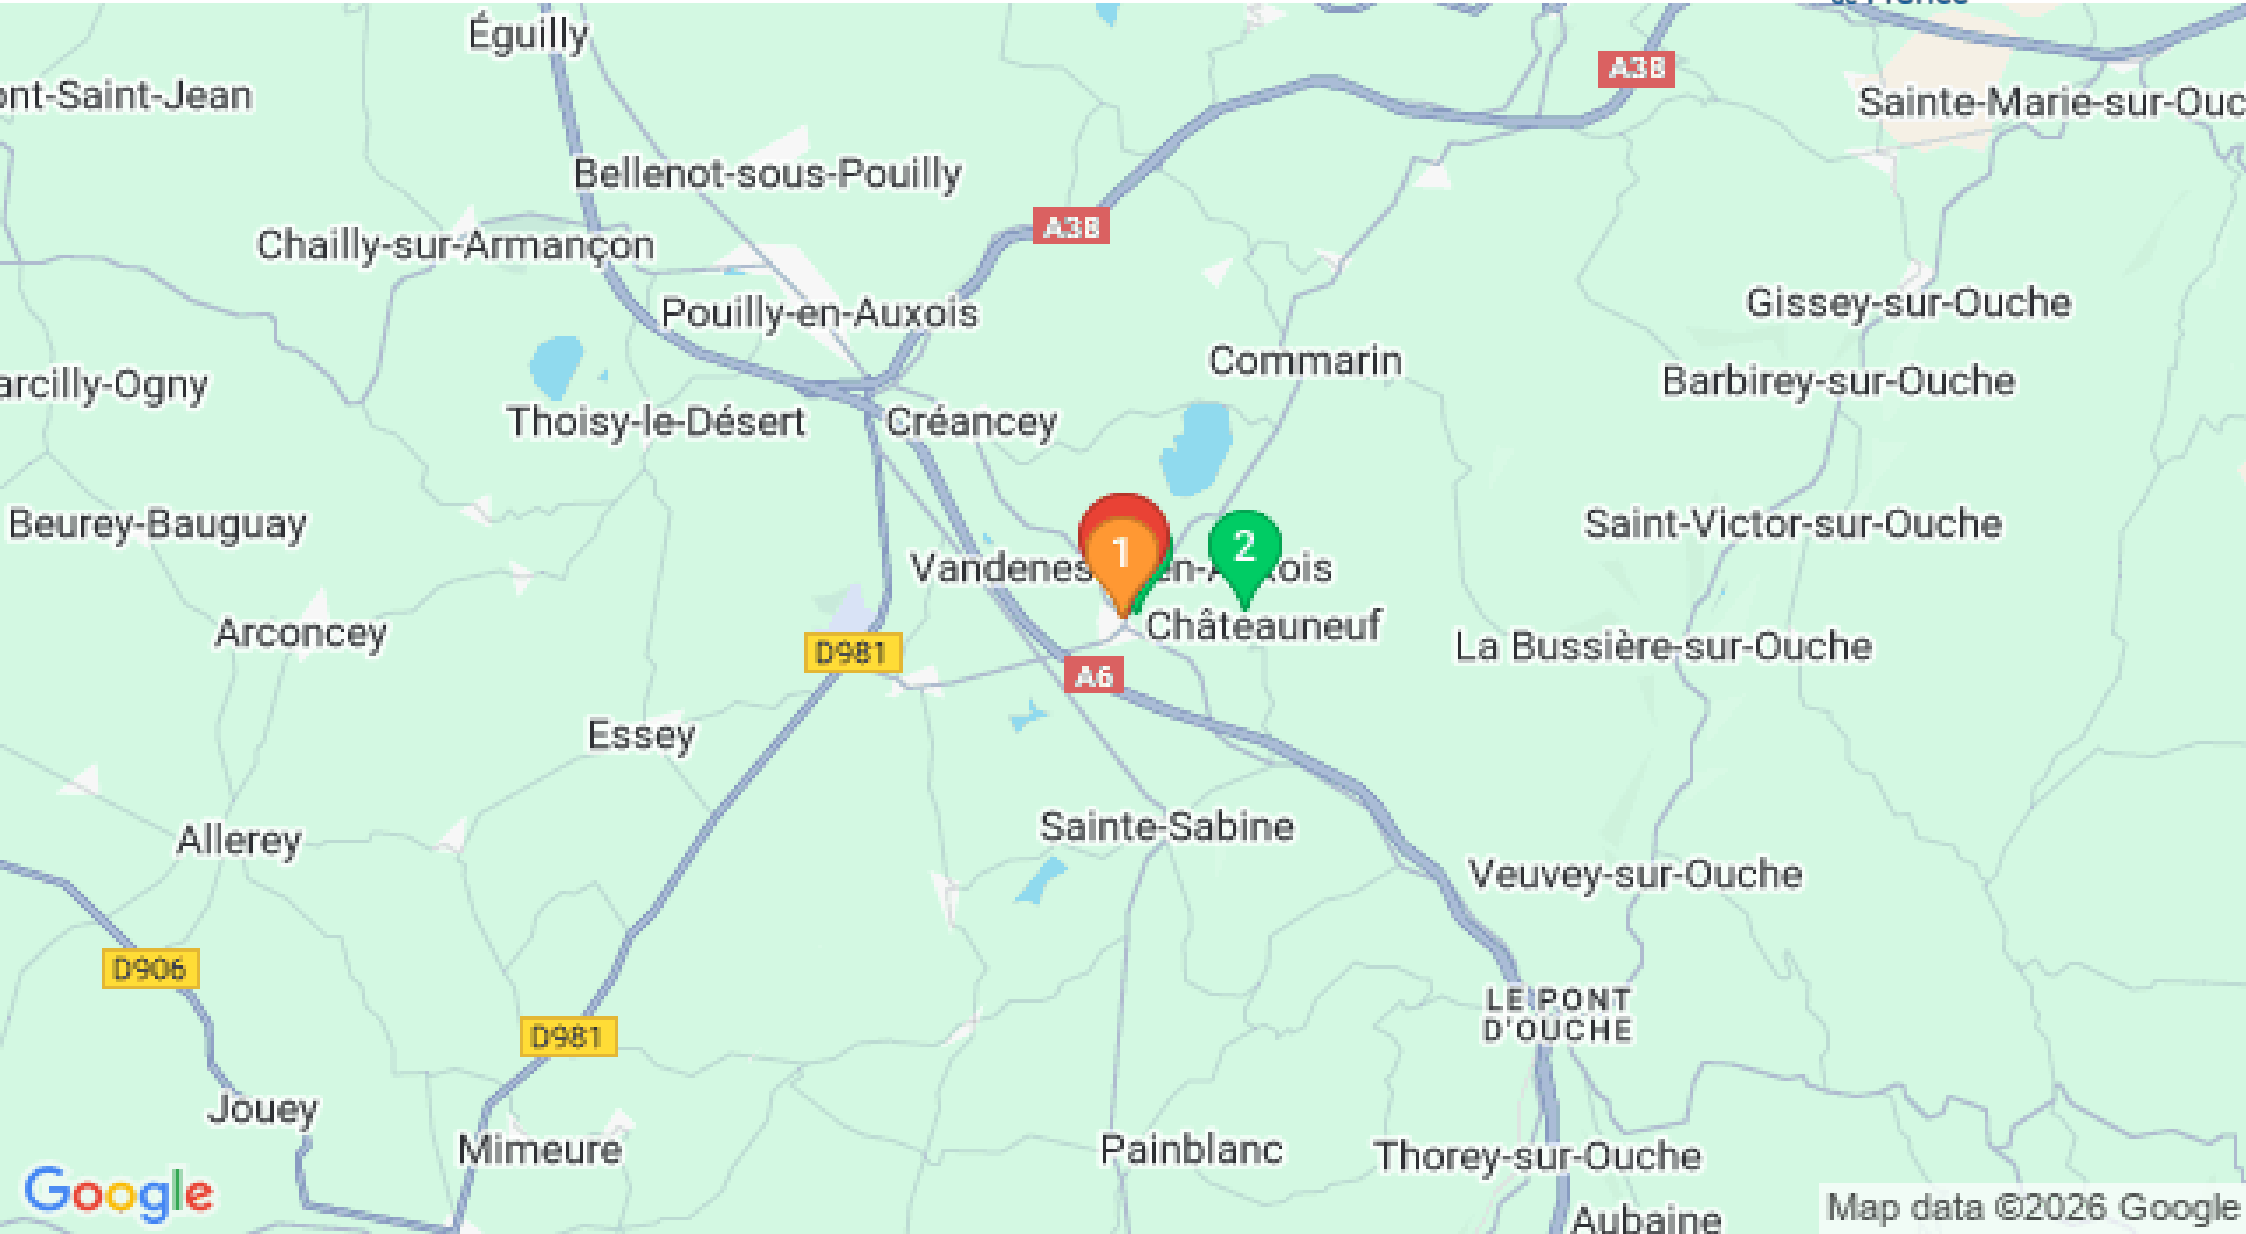 Éguilly
A38
ont-Saint-Jean
Sainte-Marie-sur-Ouc
Bellenot-sous-Pouilly
A38
Chailly-sur-Armançon
Pouilly-en-Auxois
Gissey-sur-Ouche
Commarin
arcilly-Ogny
Barbirey-sur-Ouche
Thoisy-le-Désert
Créancey
Beurey-Bauguay
Saint-Victor-sur-Ouche
1
2
Châteauneuf
Arconcey
La Bussière-sur-Ouche
D981
A6
Essey
Sainte-Sabine
Allerey
Veuvey-sur-Ouche
D906
LE PONT
D'OUCHE
D981
Jouey
Mimeure
Painblanc
Thorey-sur-Ouche
Google
Map data ©2026 Google
Aubaine